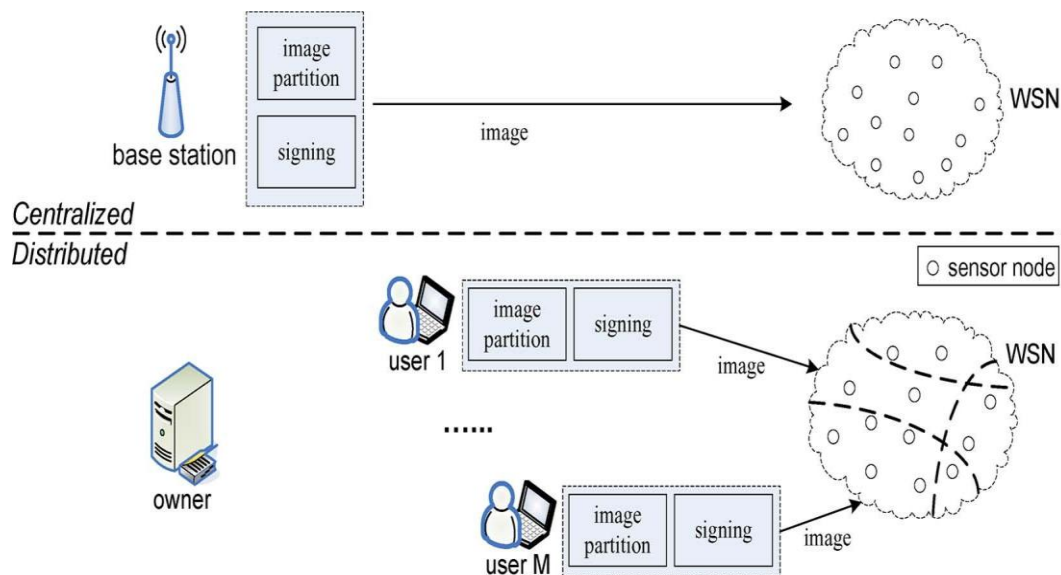 image
partition
signing
base station
image
WSN
Centralized
Distributed
sensor node
user 1
image
partition
signing
image
WSN
......
owner
user M
image
partition
signing
image